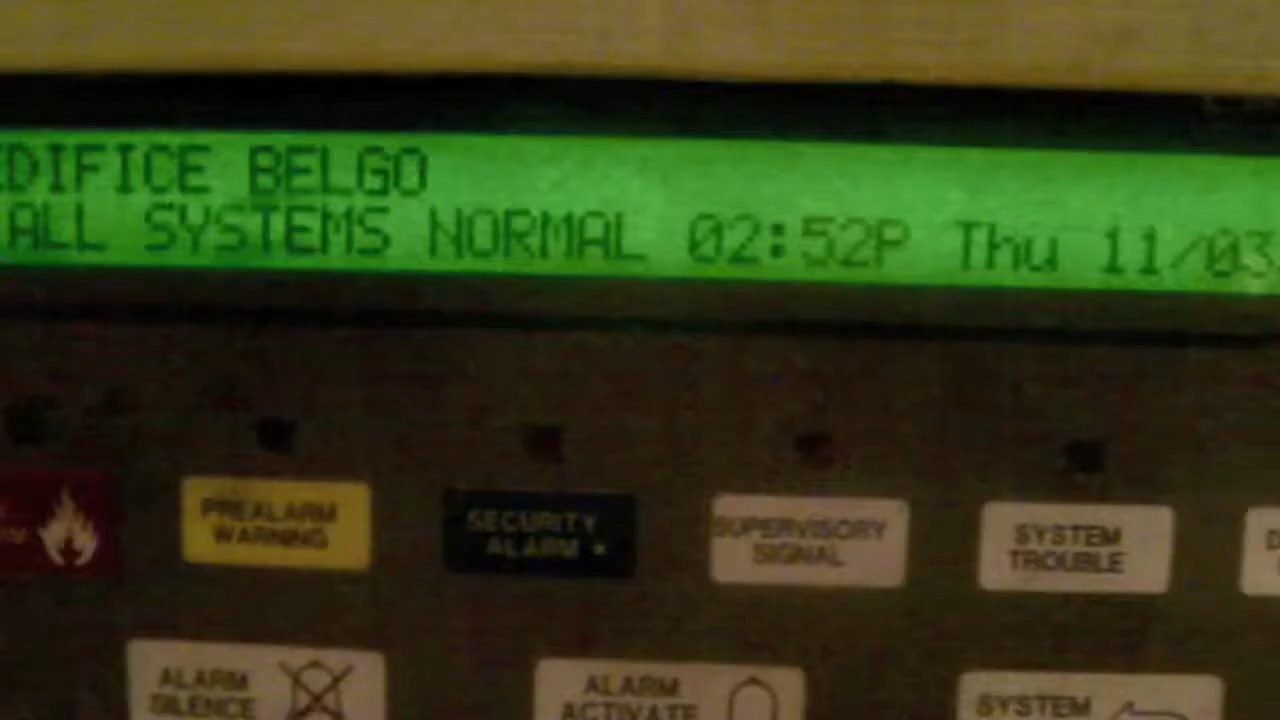 EDIFICE BELGO
ALL SYSTEMS NORMAL 02:52P Thu 11/03
PREALARM
WARNING
SECURITY
ALARM
SUPERVISORY
SIGNAL
SYSTEM
TROUBLE
ALARM
SILENCE
ALARM
ACTIVATE
SYSTEM